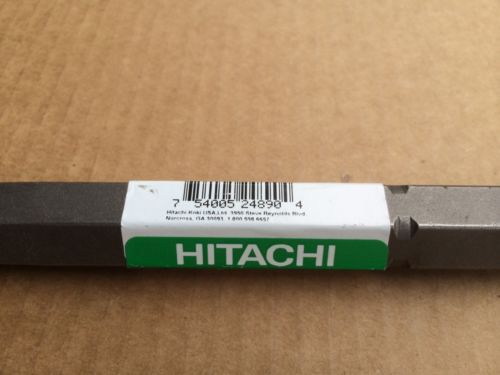 7 54005 24890 4
Hitachi Koki USA,Ltd. 3950 Steve Reynolds Blvd.
Norcross, GA 30093, 1 800 598 6657
HITACHI